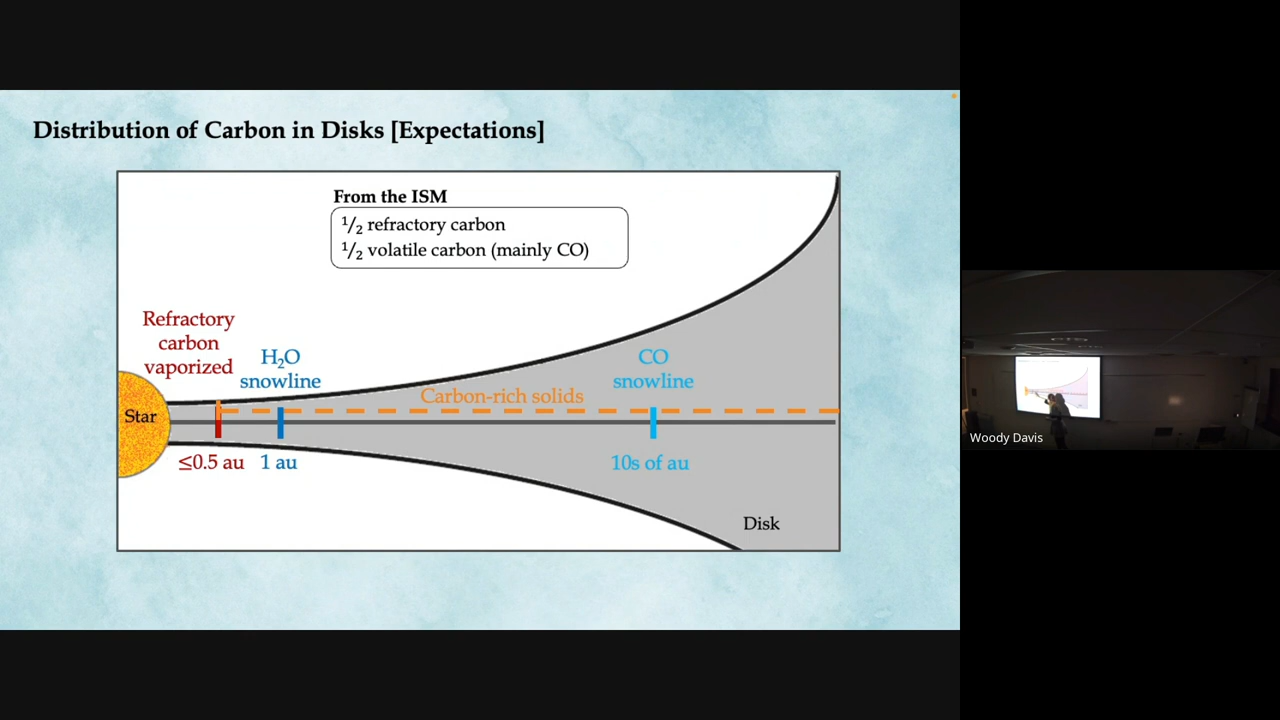 Distribution of Carbon in Disks [Expectations]
From the ISM
1/2 refractory carbon
1/2 volatile carbon (mainly CO)
Refractory
carbon
vaporized
H₂O
snowline
CO
snowline
Carbon-rich solids
Star
≤0.5 au
1 au
10s of au
Disk
Woody Davis